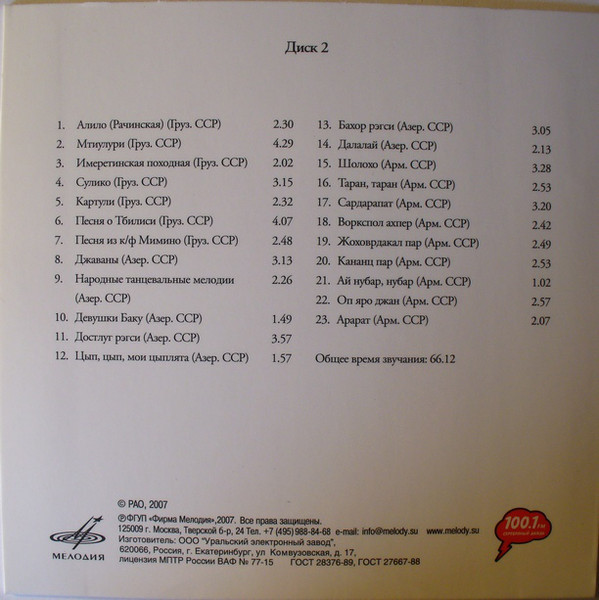 Диск 2
1. Алило (Рачинская) (Груз. ССР) 2.30
2. Мтиулури (Груз. ССР) 4.29
3. Имеретинская походная (Груз. ССР) 2.02
4. Сулико (Груз. ССР) 3.15
5. Картули (Груз. ССР) 2.32
6. Песня о Тбилиси (Груз. ССР) 4.07
7. Песня из к/ф Мимино (Груз. ССР) 2.48
8. Джаваны (Азер. ССР) 3.13
9. Народные танцевальные мелодии 2.26
(Азер. ССР)
10. Девушки Баку (Азер. ССР) 1.49
11. Достлуг рэгси (Азер. ССР) 3.57
12. Цып, цып, мои цыплята (Азер. ССР) 1.57
13. Бахор рэгси (Азер. ССР) 3.05
14. Далалай (Азер. ССР) 2.13
15. Шолохо (Арм. ССР) 3.28
16. Таран, таран (Арм. ССР) 2.53
17. Сардарапат (Арм. ССР) 3.20
18. Воркспол ахпер (Арм. ССР) 2.42
19. Жоховрдакал пар (Арм. ССР) 2.49
20. Кананц пар (Арм. ССР) 2.53
21. Ай нубар, нубар (Арм. ССР) 1.02
22. Оп яро джан (Арм. ССР) 2.57
23. Арарат (Арм. ССР) 2.07
Общее время звучания: 66.12
© РАО, 2007
℗ФГУП «Фирма Мелодия»,2007. Все права защищены.
125009 г. Москва, Тверской б-р, 24 Тел. +7 (495) 988-84-68 e-mail: info@melody.su www.melody.su
Изготовитель: ООО "Уральский электронный завод",
620066, Россия, г. Екатеринбург, ул Комвузовская, д. 17,
лицензия МПТР России ВАФ № 77-15 ГОСТ 28376-89, ГОСТ 27667-88
МЕЛОДИЯ
100.1 FM